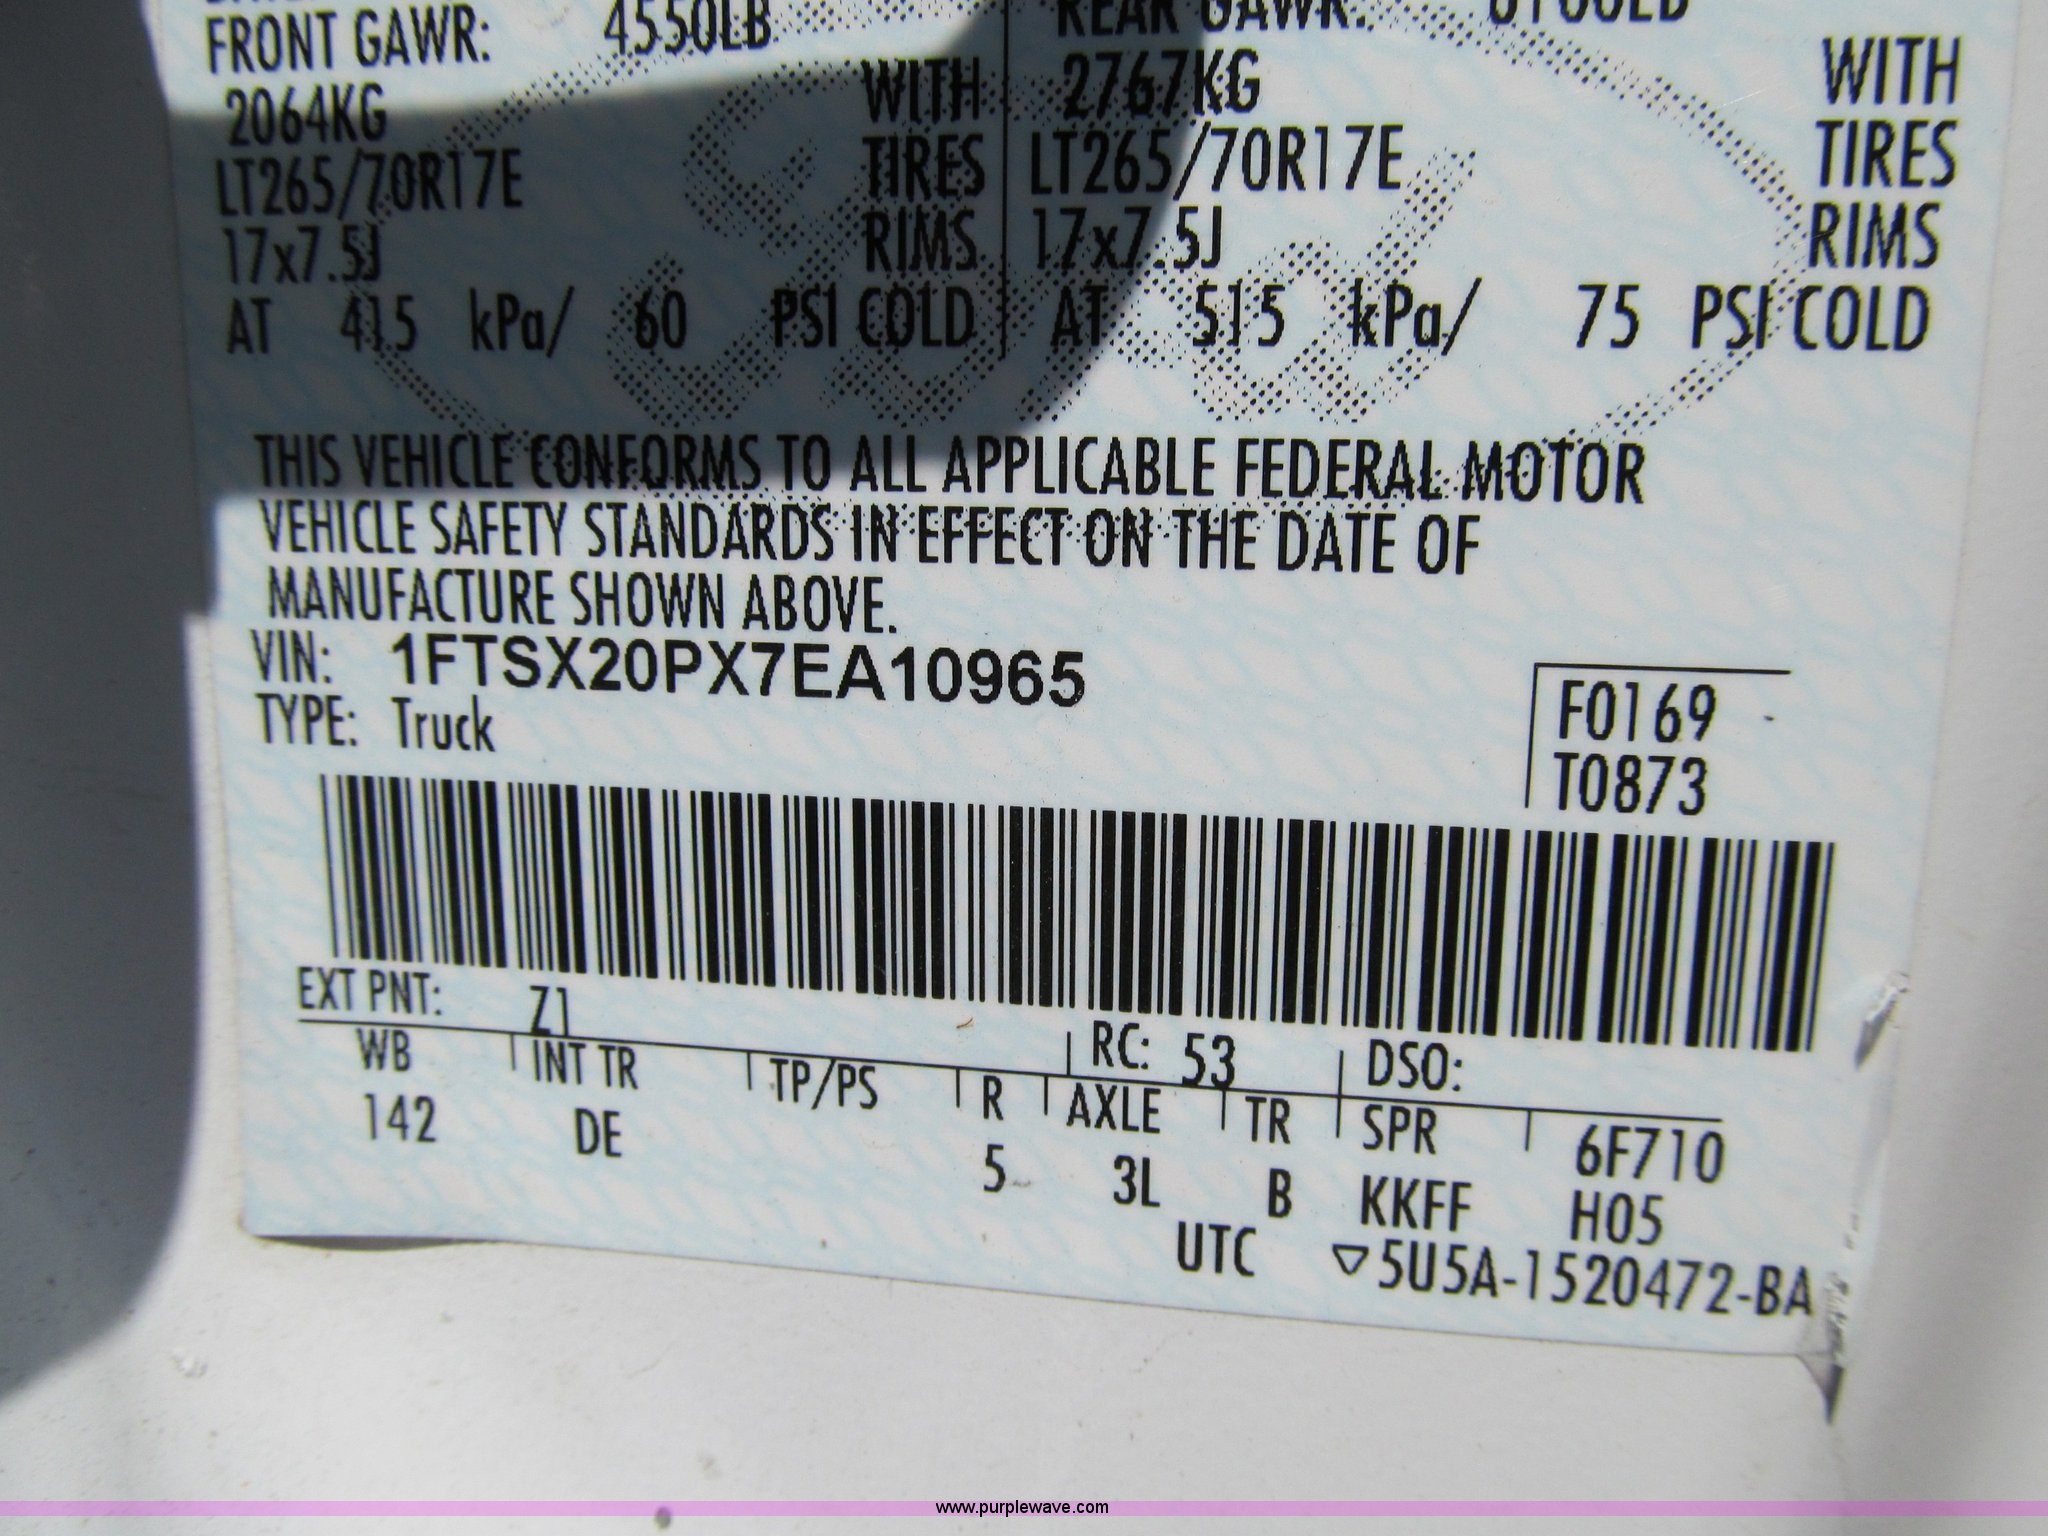 FRONT GAWR: 4550LB REAR GAWR:
2064KG WITH 2767KG WITH
LT265/70R17E TIRES LT265/70R17E TIRES
17x7.5J RIMS 17x7.5J RIMS
AT 415 kPa/ 60 PSI COLD AT 515 kPa/ 75 PSI COLD
THIS VEHICLE CONFORMS TO ALL APPLICABLE FEDERAL MOTOR
VEHICLE SAFETY STANDARDS IN EFFECT ON THE DATE OF
MANUFACTURE SHOWN ABOVE.
VIN: 1FTSX20PX7EA10965
TYPE: Truck
F0169
T0873
EXT PNT: Z1 RC: 53 DSO:
WB INT TR TP/PS R AXLE TR SPR 6F710
142 DE 5 3L B KKFF H05
UTC ▽5U5A-1520472-BA
www.purplewave.com